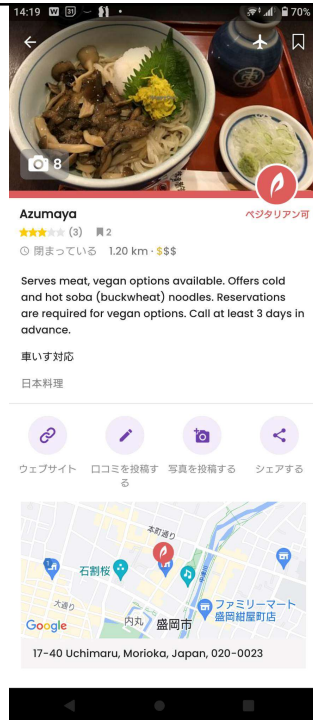 14:19
70%
東
8
Azumaya
ベジタリアン可
(3) 2
閉まっている 1.20 km · $$$
Serves meat, vegan options available. Offers cold
and hot soba (buckwheat) noodles. Reservations
are required for vegan options. Call at least 3 days in
advance.
車いす対応
日本料理
ウェブサイト
口コミを投稿す
る
写真を投稿する
シェアする
本町通り
石割桜
大通り
内丸
盛岡市
ファミリーマート
盛岡紺屋町店
Google
17-40 Uchimaru, Morioka, Japan, 020-0023